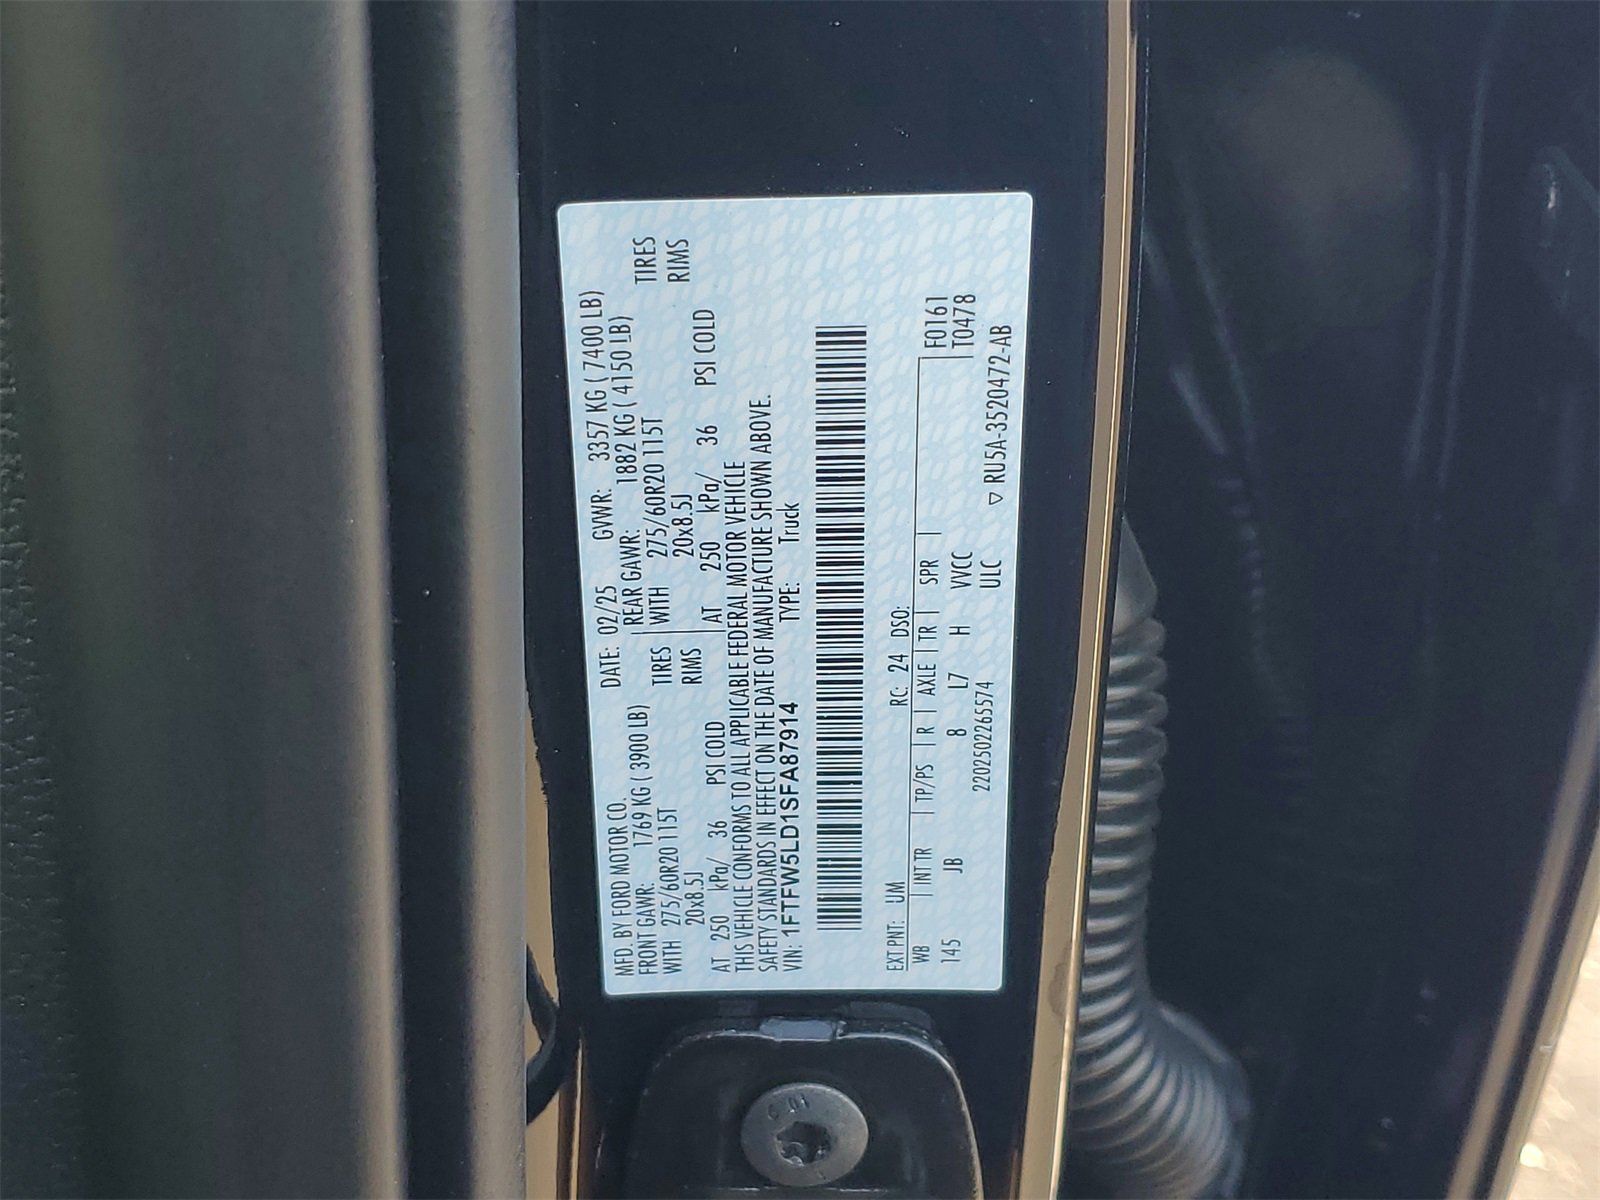 MFD. BY FORD MOTOR CO.
DATE: 02/25 GVWR: 3357 KG ( 7400 LB)
FRONT GAWR: 1769 KG ( 3900 LB) REAR GAWR: 1882 KG ( 4150 LB)
WITH 275/60R20 115T TIRES WITH 275/60R20 115T TIRES
20x8.5J RIMS 20x8.5J RIMS
AT 250 kPa/ 36 PSI COLD AT 250 kPa/ 36 PSI COLD
THIS VEHICLE CONFORMS TO ALL APPLICABLE FEDERAL MOTOR VEHICLE
SAFETY STANDARDS IN EFFECT ON THE DATE OF MANUFACTURE SHOWN ABOVE.
VIN: 1FTFW5LD1SFA87914 TYPE: Truck
EXT PNT: UM RC: 24 DSO:
WB INT TR TP/PS R AXLE TR SPR F0161
T0478
145 JB 8 L7 H VVCC
2202502265574 ULC ▽ RU5A-3520472-AB